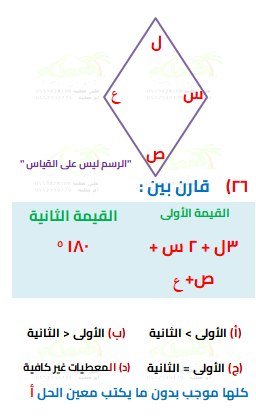 ل
ع س
ص
"الرسم ليس على القياس"
٢٦) قارن بين :
القيمة الأولى القيمة الثانية
٣ل + ٢ س + ١٨٠ °
ص+ ع
(أ) الأولى > الثانية (ب) الأولى < الثانية
(ج) الأولى = الثانية (د) المعطيات غير كافية
كلها موجب بدون ما يكتب معين الحل أ